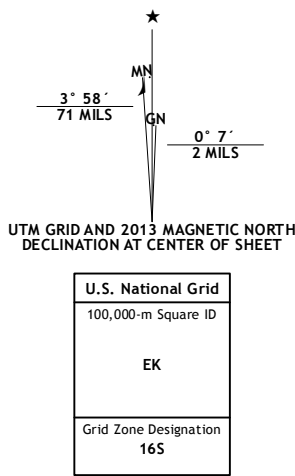 ★
MN
3° 58´
71 MILS
GN
0° 7´
2 MILS
UTM GRID AND 2013 MAGNETIC NORTH
DECLINATION AT CENTER OF SHEET
U.S. National Grid
100,000-m Square ID
EK
Grid Zone Designation
16S